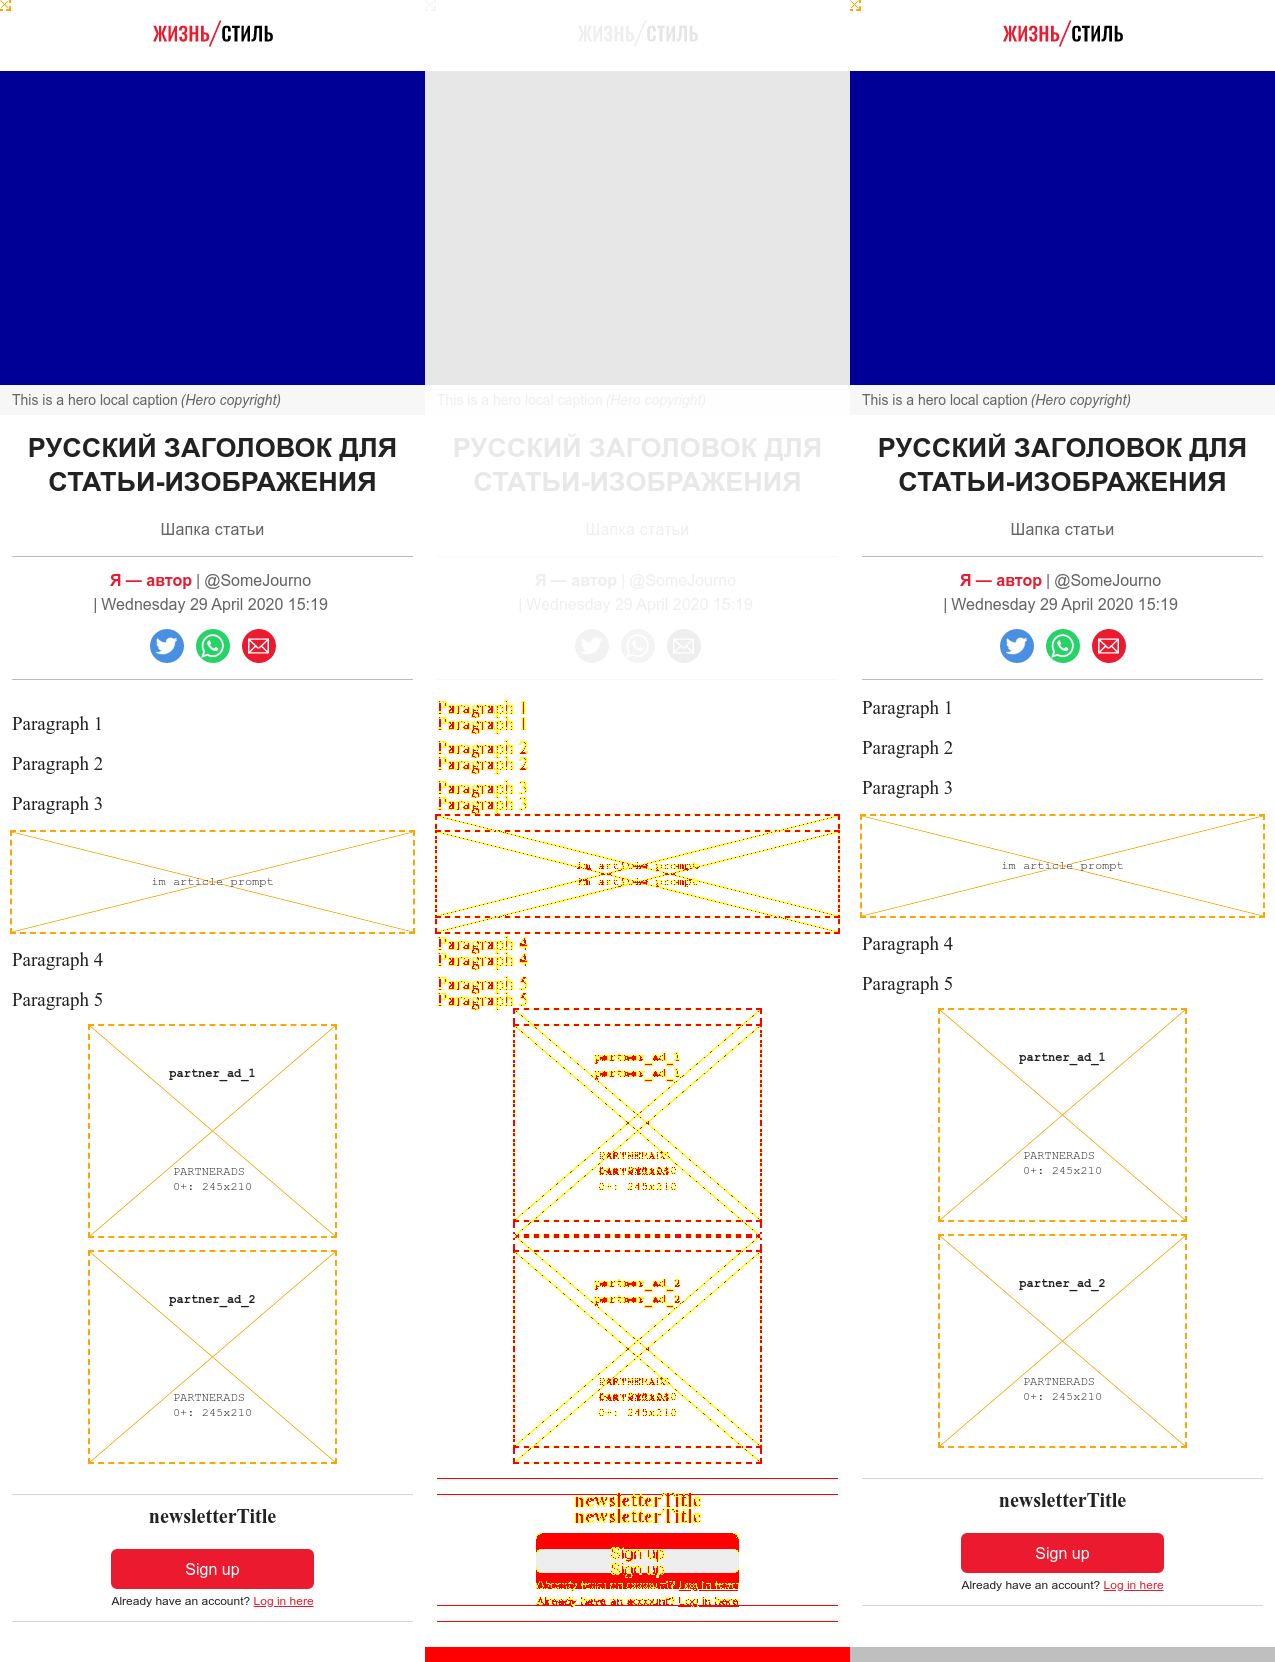 ЖИЗНЬ/СТИЛЬ
This is a hero local caption (Hero copyright)
РУССКИЙ ЗАГОЛОВОК ДЛЯ
СТАТЬИ-ИЗОБРАЖЕНИЯ
Шапка статьи
Я — автор | @SomeJourno
| Wednesday 29 April 2020 15:19
Paragraph 1
Paragraph 2
Paragraph 3
im article prompt
Paragraph 4
Paragraph 5
partner_ad_1
PARTNERADS
0+: 245x210
partner_ad_2
PARTNERADS
0+: 245x210
newsletterTitle
Sign up
Already have an account? Log in here
ЖИЗНЬ/СТИЛЬ
This is a hero local caption (Hero copyright)
РУССКИЙ ЗАГОЛОВОК ДЛЯ
СТАТЬИ-ИЗОБРАЖЕНИЯ
Шапка статьи
Я — автор | @SomeJourno
| Wednesday 29 April 2020 15:19
Paragraph 1
Paragraph 1
Paragraph 2
Paragraph 2
Paragraph 3
Paragraph 3
im article prompt
im article prompt
Paragraph 4
Paragraph 4
Paragraph 5
Paragraph 5
partner_ad_1
partner_ad_1
PARTNERADS
0+: 245x210
partner_ad_2
partner_ad_2
PARTNERADS
0+: 245x210
newsletterTitle
newsletterTitle
Sign up
Sign up
Already have an account? Log in here
Already have an account? Log in here
ЖИЗНЬ/СТИЛЬ
This is a hero local caption (Hero copyright)
РУССКИЙ ЗАГОЛОВОК ДЛЯ
СТАТЬИ-ИЗОБРАЖЕНИЯ
Шапка статьи
Я — автор | @SomeJourno
| Wednesday 29 April 2020 15:19
Paragraph 1
Paragraph 2
Paragraph 3
im article prompt
Paragraph 4
Paragraph 5
partner_ad_1
PARTNERADS
0+: 245x210
partner_ad_2
PARTNERADS
0+: 245x210
newsletterTitle
Sign up
Already have an account? Log in here